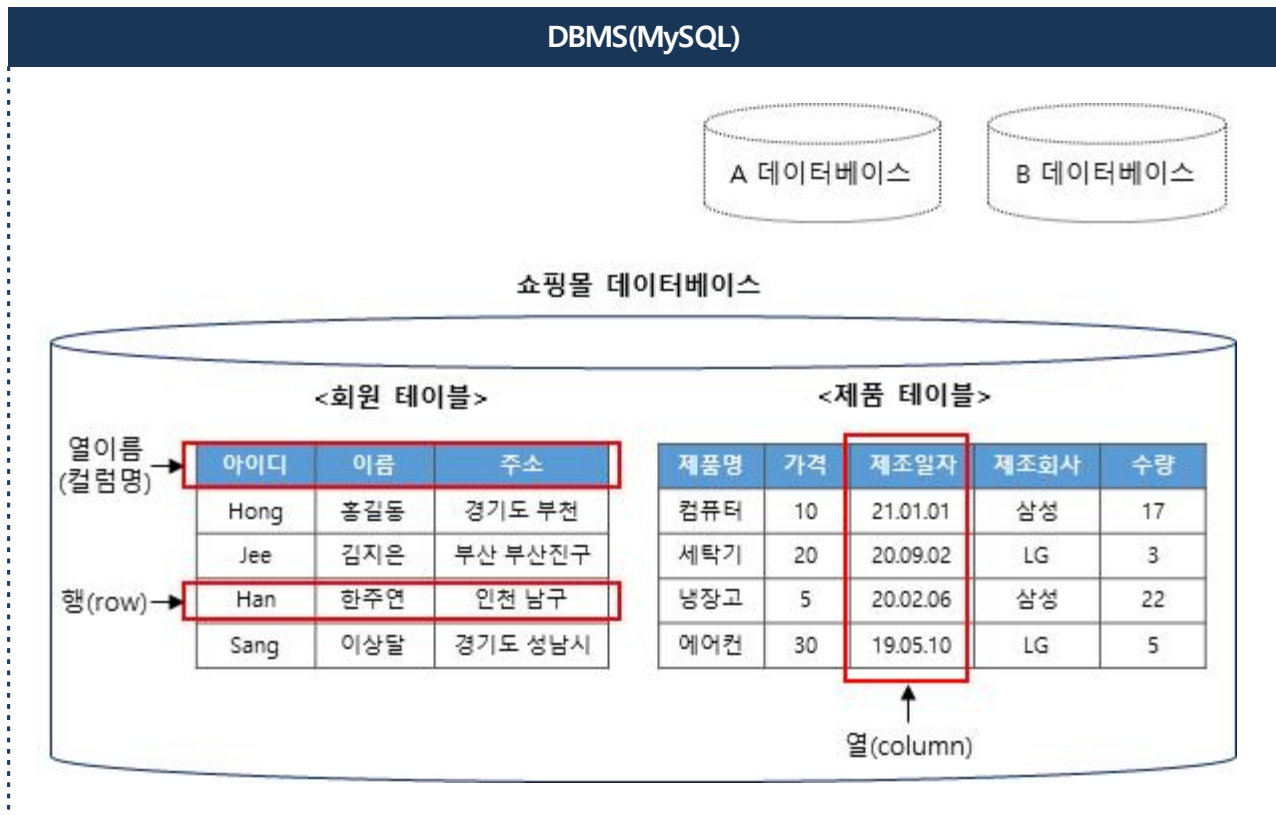 DBMS(MySQL)
A 데이터베이스
B 데이터베이스
쇼핑몰 데이터베이스
<회원 테이블>
<제품 테이블>
열이름
(컬럼명)
아이디 이름 주소
Hong 홍길동 경기도 부천
Jee 김지은 부산 부산진구
행(row)
Han 한주연 인천 남구
Sang 이상달 경기도 성남시
제품명 가격 제조일자 제조회사 수량
컴퓨터 10 21.01.01 삼성 17
세탁기 20 20.09.02 LG 3
냉장고 5 20.02.06 삼성 22
에어컨 30 19.05.10 LG 5
열(column)